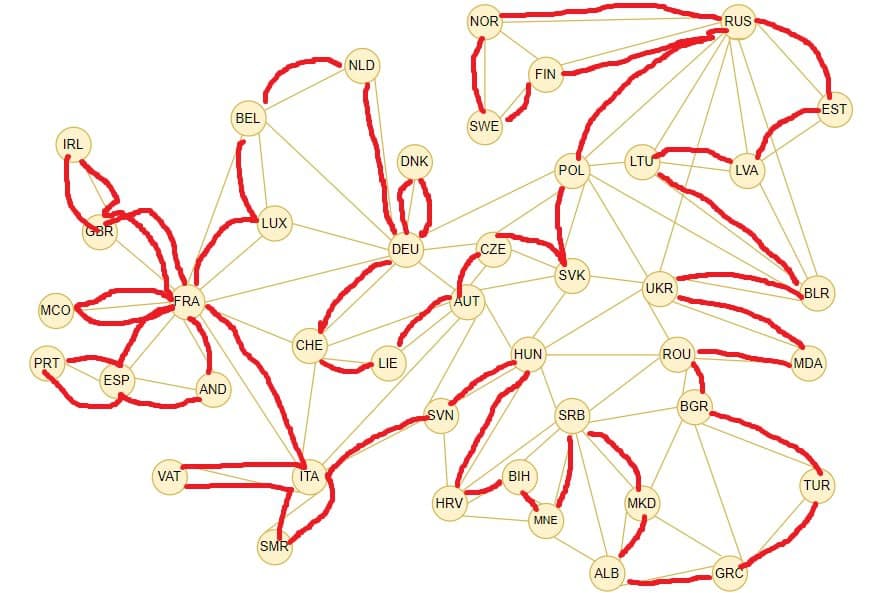 NOR
RUS
NLD
FIN
EST
BEL
SWE
IRL
DNK
POL
LTU
LVA
GBR
LUX
DEU
CZE
SVK
UKR
BLR
MCO
FRA
AUT
CHE
HUN
ROU
PRT
ESP
AND
LIE
MDA
SVN
SRB
BGR
VAT
ITA
HRV
BIH
MNE
MKD
TUR
SMR
ALB
GRC